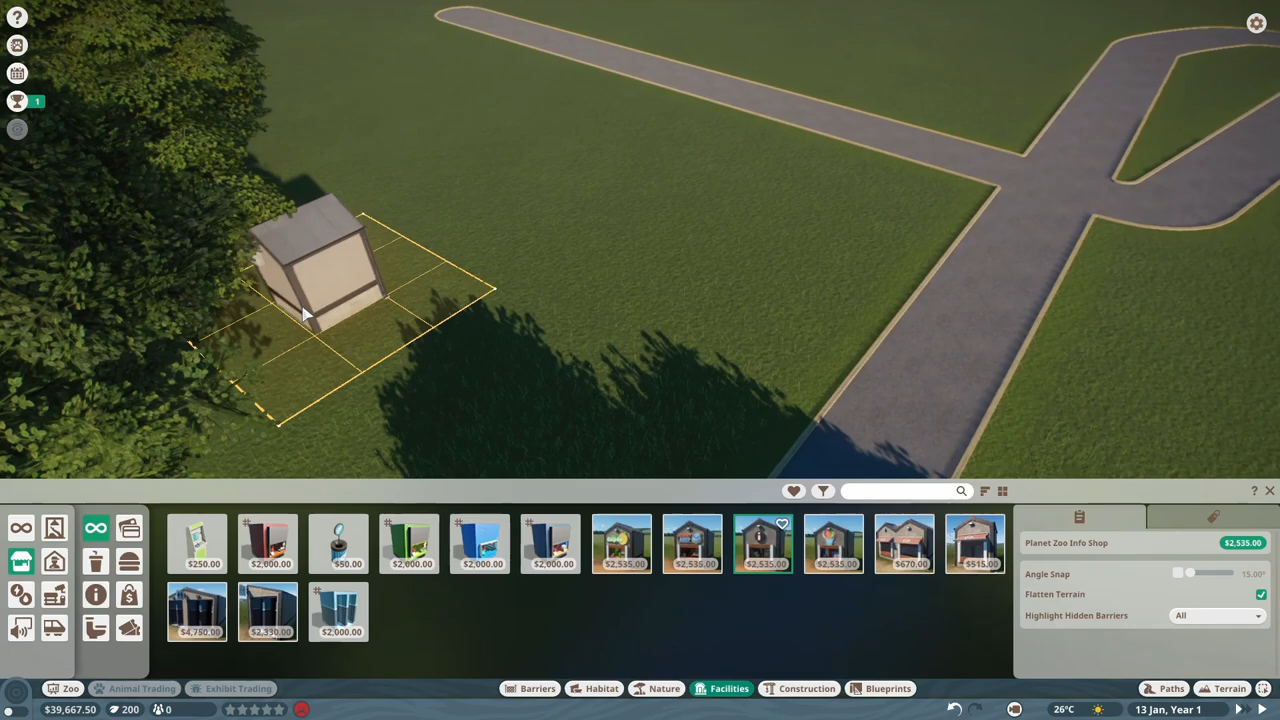 ?
1
? ×
$250.00
$2,000.00
$50.00
$2,000.00
$2,000.00
$2,000.00
$2,535.00
$2,535.00
$2,535.00
$2,535.00
$670.00
$515.00
$4,750.00
$2,330.00
$2,000.00
Planet Zoo Info Shop
$2,535.00
Angle Snap
15.00°
Flatten Terrain
Highlight Hidden Barriers
All
Zoo
Animal Trading
Exhibit Trading
Barriers
Habitat
Nature
Facilities
Construction
Blueprints
Paths
Terrain
$39,667.50
200
0
26°C
13 Jan, Year 1